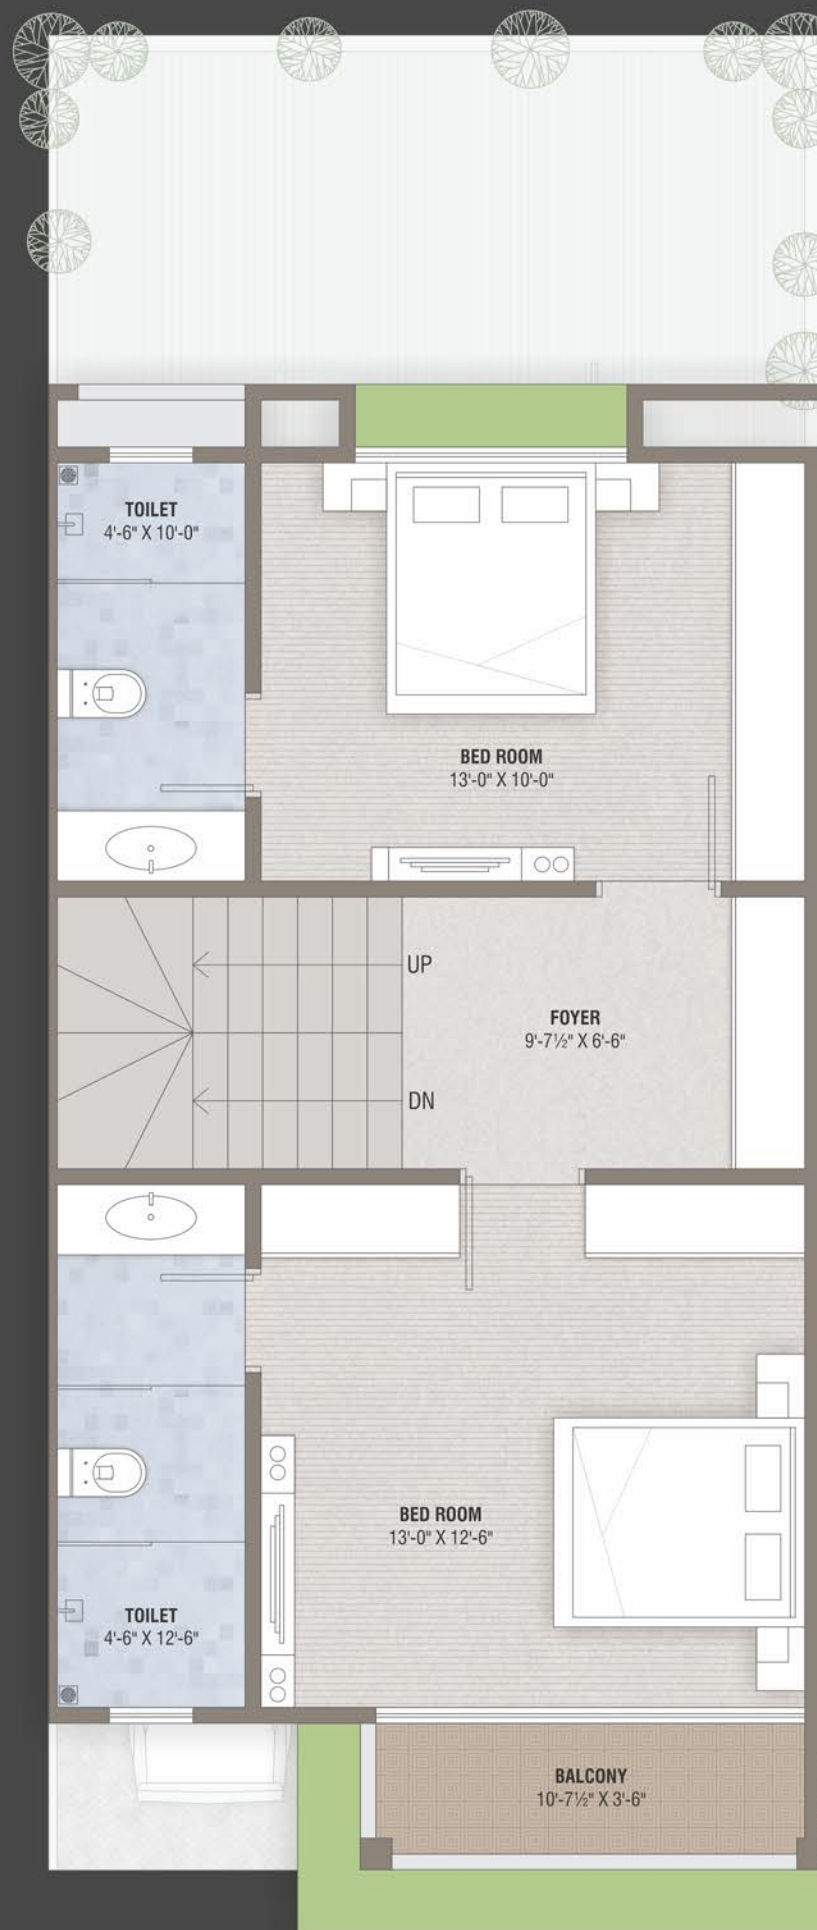 TOILET
4'-6" X 10'-0"
BED ROOM
13'-0" X 10'-0"
UP
FOYER
9'-7½" X 6'-6"
DN
BED ROOM
13'-0" X 12'-6"
TOILET
4'-6" X 12'-6"
BALCONY
10'-7½" X 3'-6"